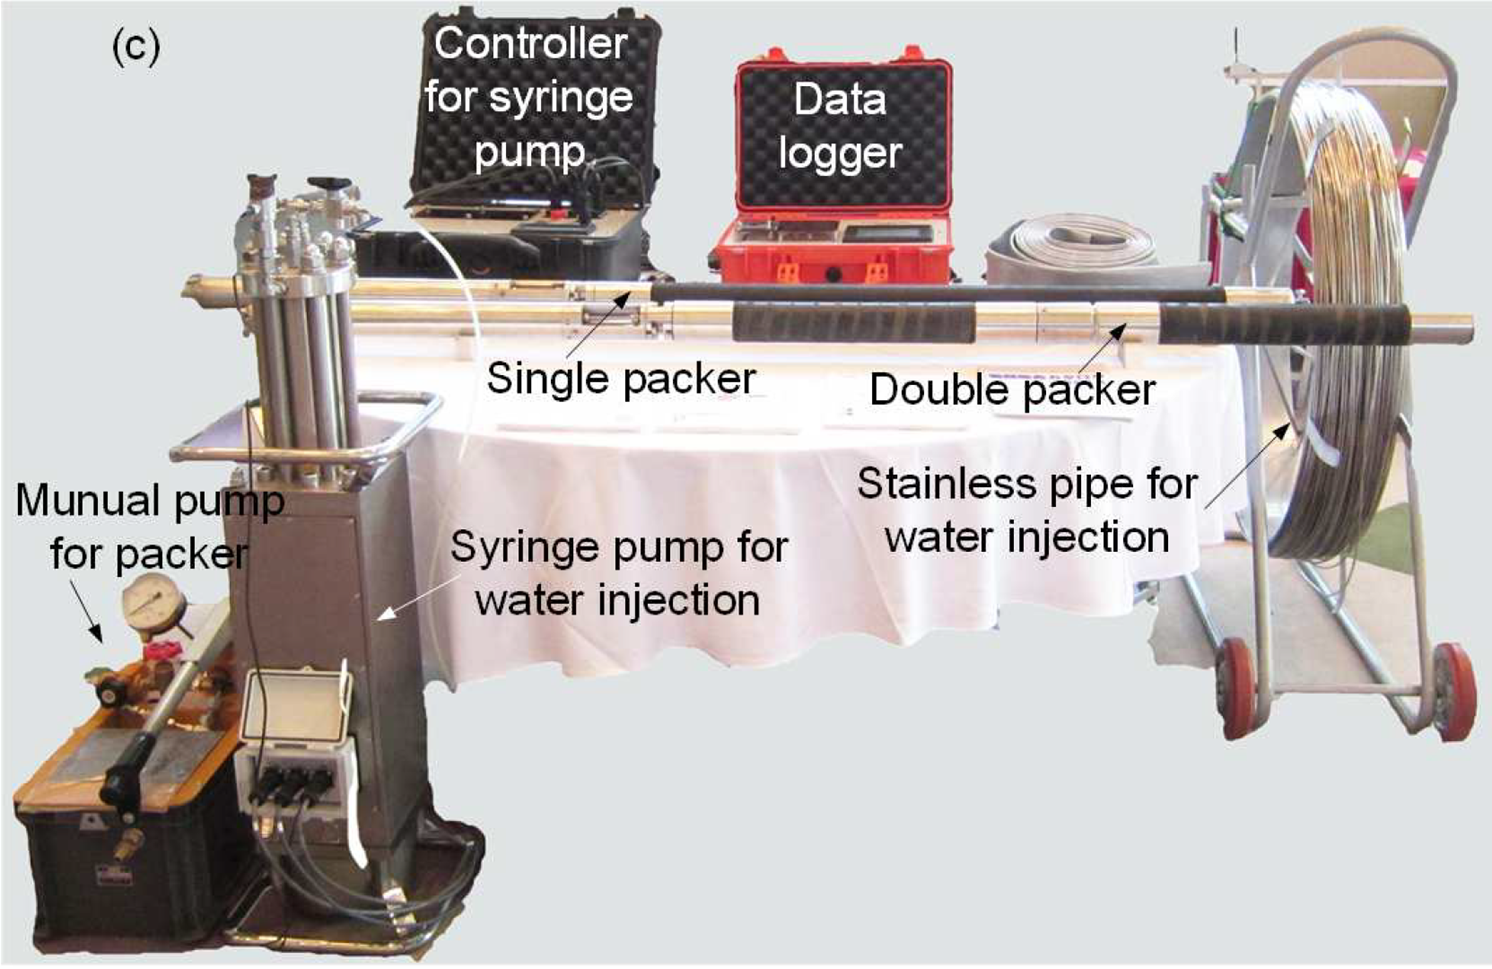 (c)
Controller
for syringe
pump
Data
logger
Single packer
Double packer
Stainless pipe for
water injection
Munual pump
for packer
Syringe pump for
water injection